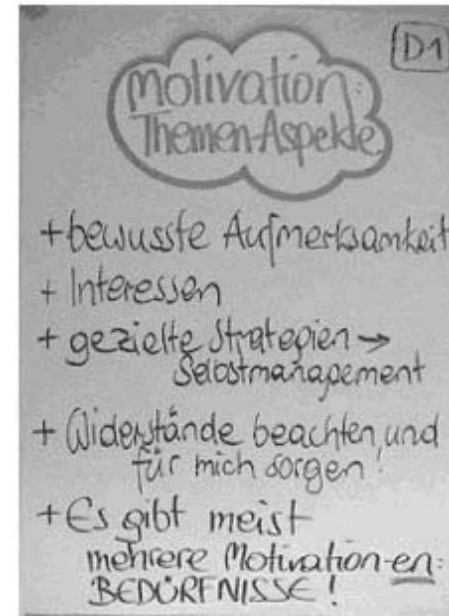 D1
Motivation:
Themen-Aspekte
+ bewusste Aufmerksamkeit
+ Interessen
+ gezielte Strategien →
Selbstmanagement
+ Widerstände beachten und
für mich sorgen!
+ Es gibt meist
mehrere Motivation-en:
BEDÜRFNISSE!